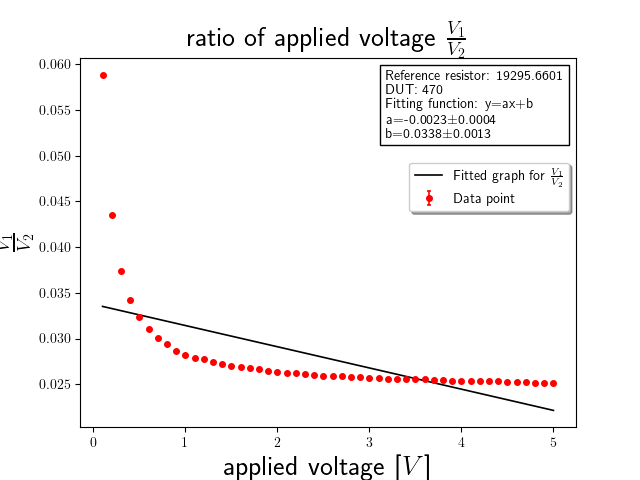 ratio of applied voltage V₁/V₂
Reference resistor: 19295.6601
DUT: 470
Fitting function: y=ax+b
a=-0.0023±0.0004
b=0.0338±0.0013
Fitted graph for V₁/V₂
Data point
V₁/V₂
0.060
0.055
0.050
0.045
0.040
0.035
0.030
0.025
0 1 2 3 4 5
applied voltage [V]